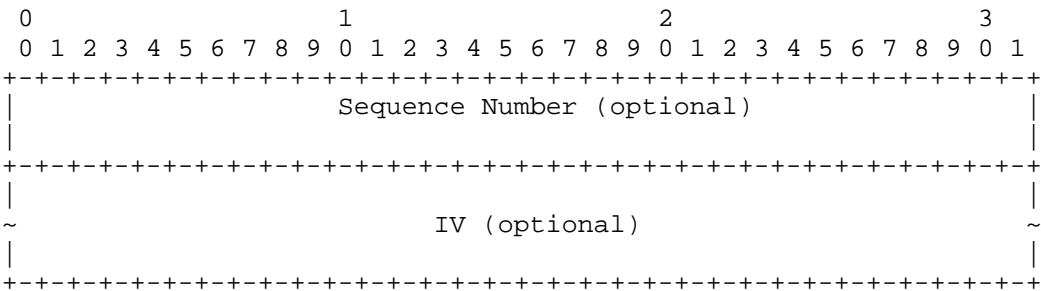 0                   1                   2                   3
 0 1 2 3 4 5 6 7 8 9 0 1 2 3 4 5 6 7 8 9 0 1 2 3 4 5 6 7 8 9 0 1
+-+-+-+-+-+-+-+-+-+-+-+-+-+-+-+-+-+-+-+-+-+-+-+-+-+-+-+-+-+-+-+-+
|                    Sequence Number (optional)                 |
|                                                               |
+-+-+-+-+-+-+-+-+-+-+-+-+-+-+-+-+-+-+-+-+-+-+-+-+-+-+-+-+-+-+-+-+
|                                                               |
~                          IV (optional)                        ~
|                                                               |
+-+-+-+-+-+-+-+-+-+-+-+-+-+-+-+-+-+-+-+-+-+-+-+-+-+-+-+-+-+-+-+-+